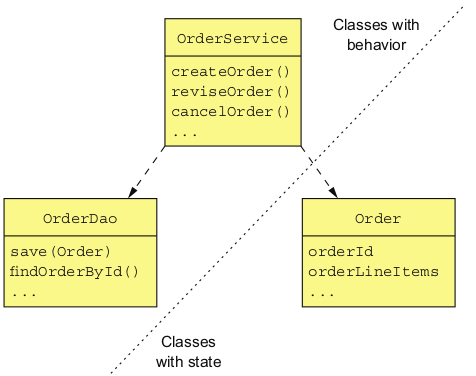 Classes with
behavior
OrderService
createOrder()
reviseOrder()
cancelOrder()
...
OrderDao
save(Order)
findOrderById()
...
Order
orderId
orderLineItems
...
Classes
with state